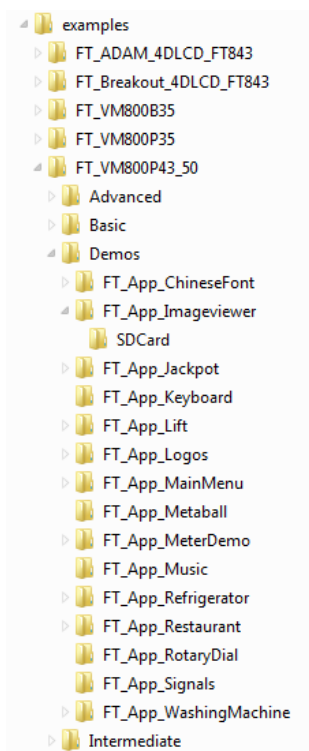 examples
FT_ADAM_4DLCD_FT843
FT_Breakout_4DLCD_FT843
FT_VM800B35
FT_VM800P35
FT_VM800P43_50
Advanced
Basic
Demos
FT_App_ChineseFont
FT_App_Imageviewer
SDCard
FT_App_Jackpot
FT_App_Keyboard
FT_App_Lift
FT_App_Logos
FT_App_MainMenu
FT_App_Metaball
FT_App_MeterDemo
FT_App_Music
FT_App_Refrigerator
FT_App_Restaurant
FT_App_RotaryDial
FT_App_Signals
FT_App_WashingMachine
Intermediate